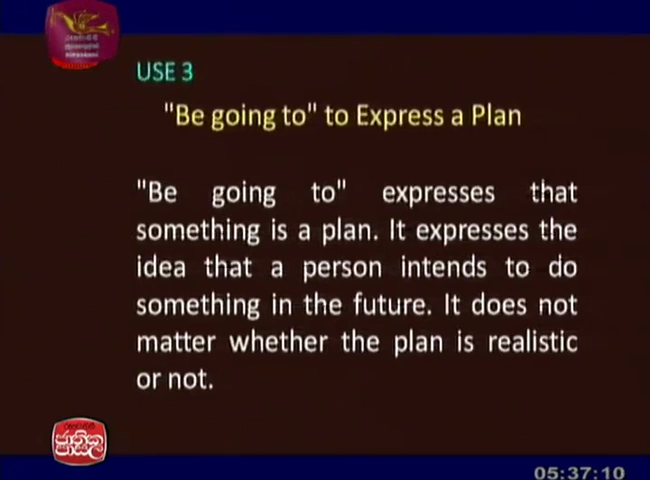 USE 3
"Be going to" to Express a Plan
"Be going to" expresses that
something is a plan. It expresses the
idea that a person intends to do
something in the future. It does not
matter whether the plan is realistic
or not.
ජාතික
පාසල
05:37:10